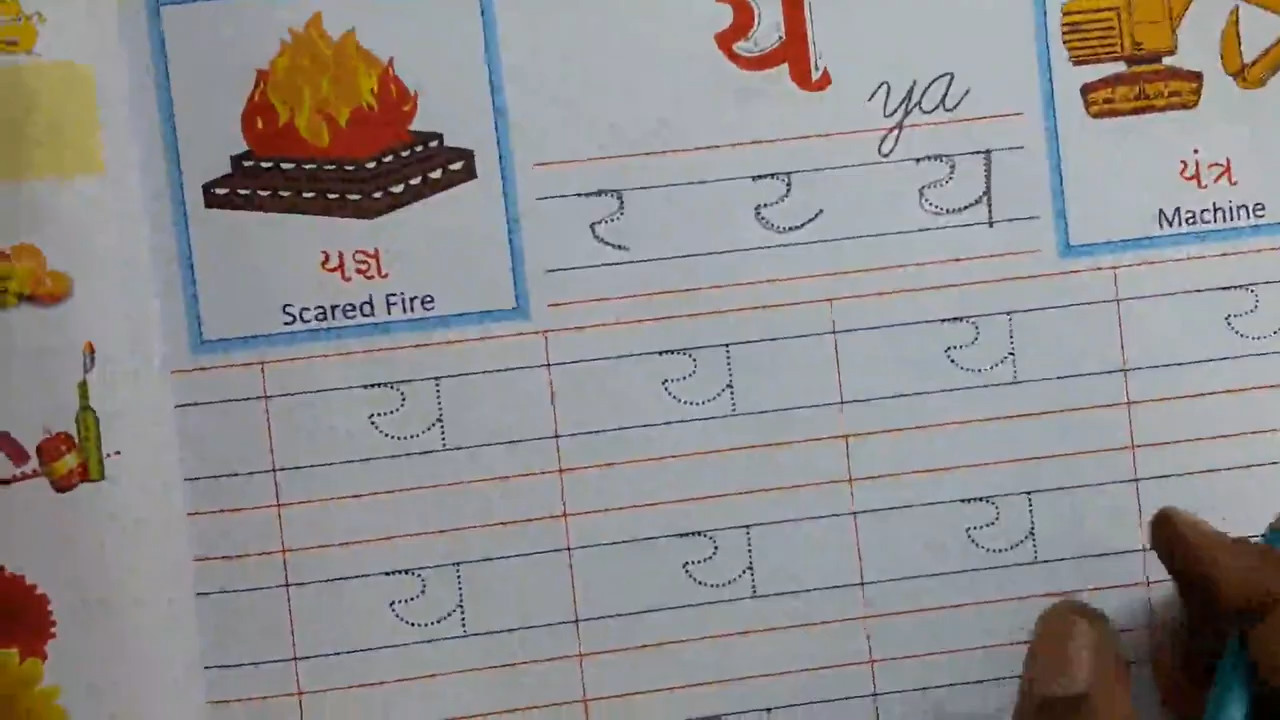 ય
ya
ર ર ય
યજ્ઞ
Scared Fire
યંત્ર
Machine
ય ય ય ર
ય ય ય